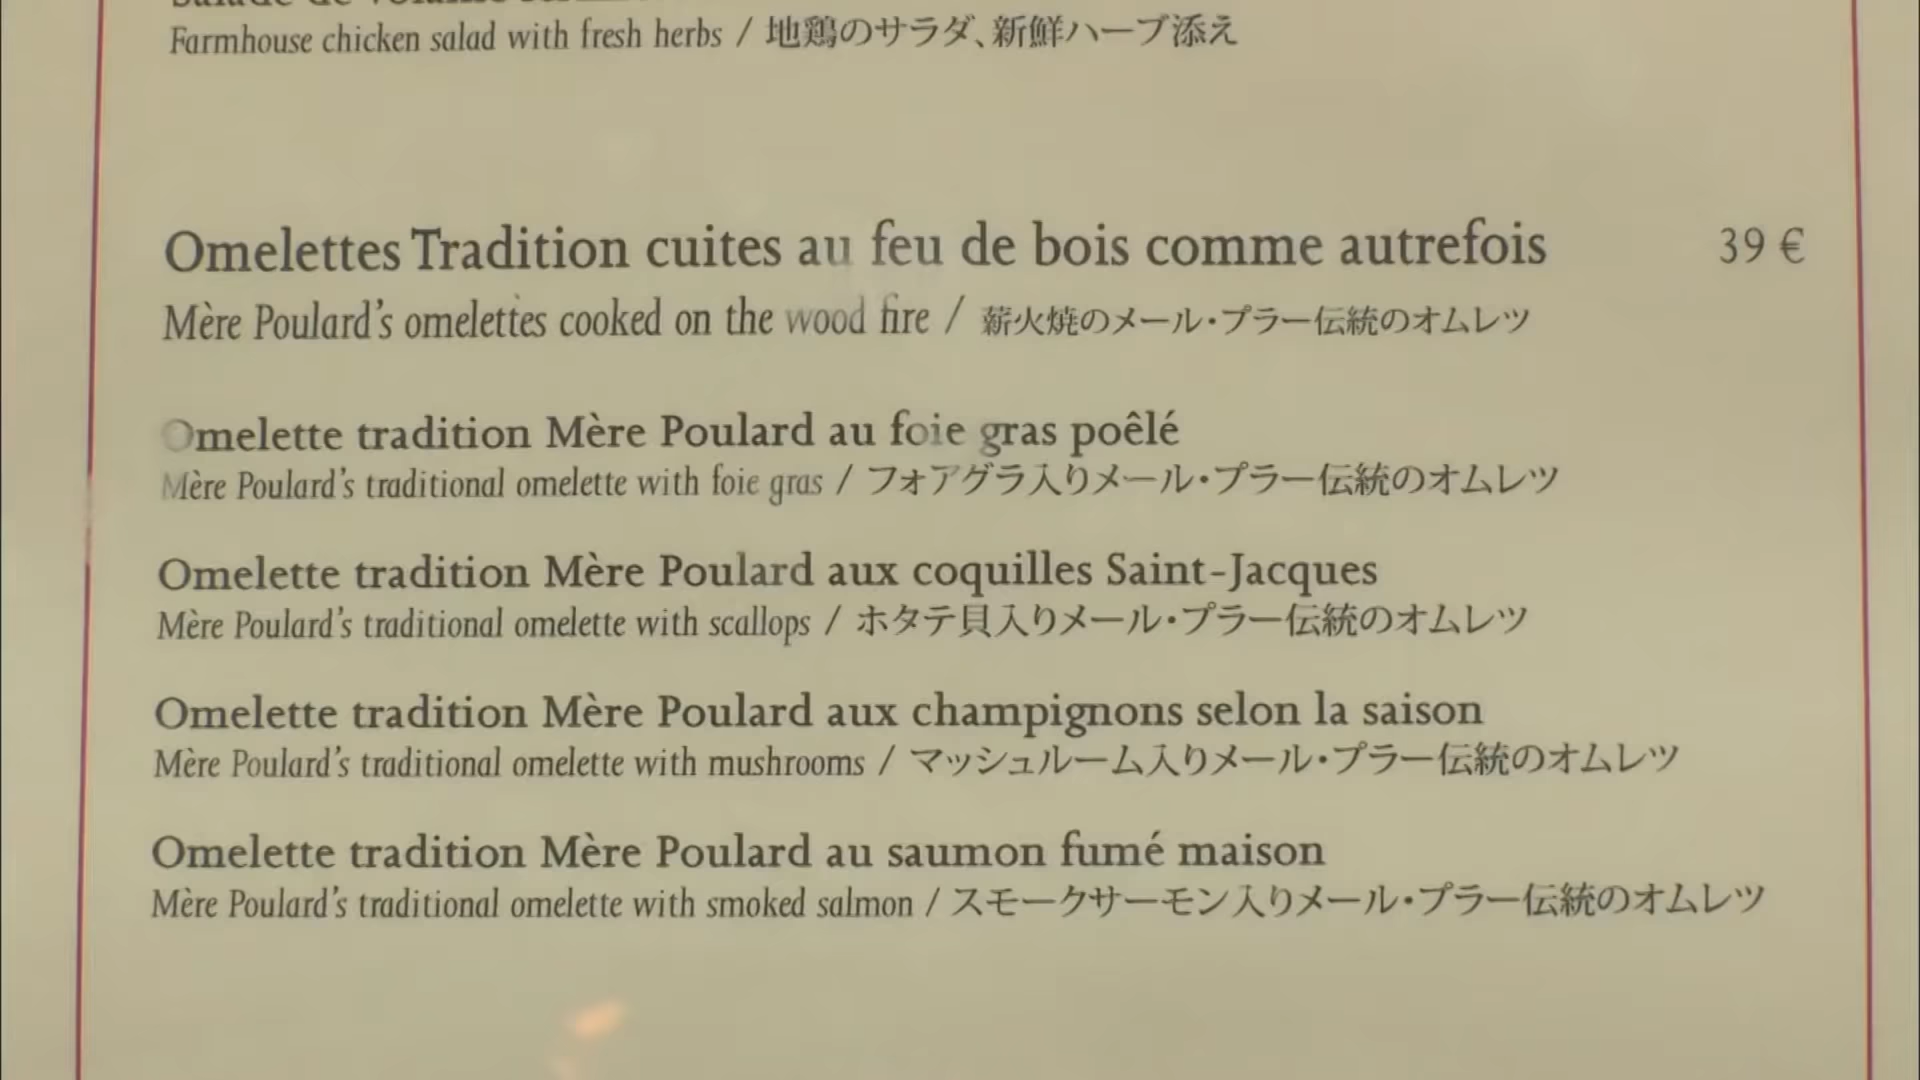 Salade de volaille
Farmhouse chicken salad with fresh herbs / 地鶏のサラダ、新鮮ハーブ添え
Omelettes Tradition cuites au feu de bois comme autrefois 39 €
Mère Poulard's omelettes cooked on the wood fire / 薪火焼のメール・プラー伝統のオムレツ
Omelette tradition Mère Poulard au foie gras poêlé
Mère Poulard's traditional omelette with foie gras / フォアグラ入りメール・プラー伝統のオムレツ
Omelette tradition Mère Poulard aux coquilles Saint-Jacques
Mère Poulard's traditional omelette with scallops / ホタテ貝入りメール・プラー伝統のオムレツ
Omelette tradition Mère Poulard aux champignons selon la saison
Mère Poulard's traditional omelette with mushrooms / マッシュルーム入りメール・プラー伝統のオムレツ
Omelette tradition Mère Poulard au saumon fumé maison
Mère Poulard's traditional omelette with smoked salmon / スモークサーモン入りメール・プラー伝統のオムレツ